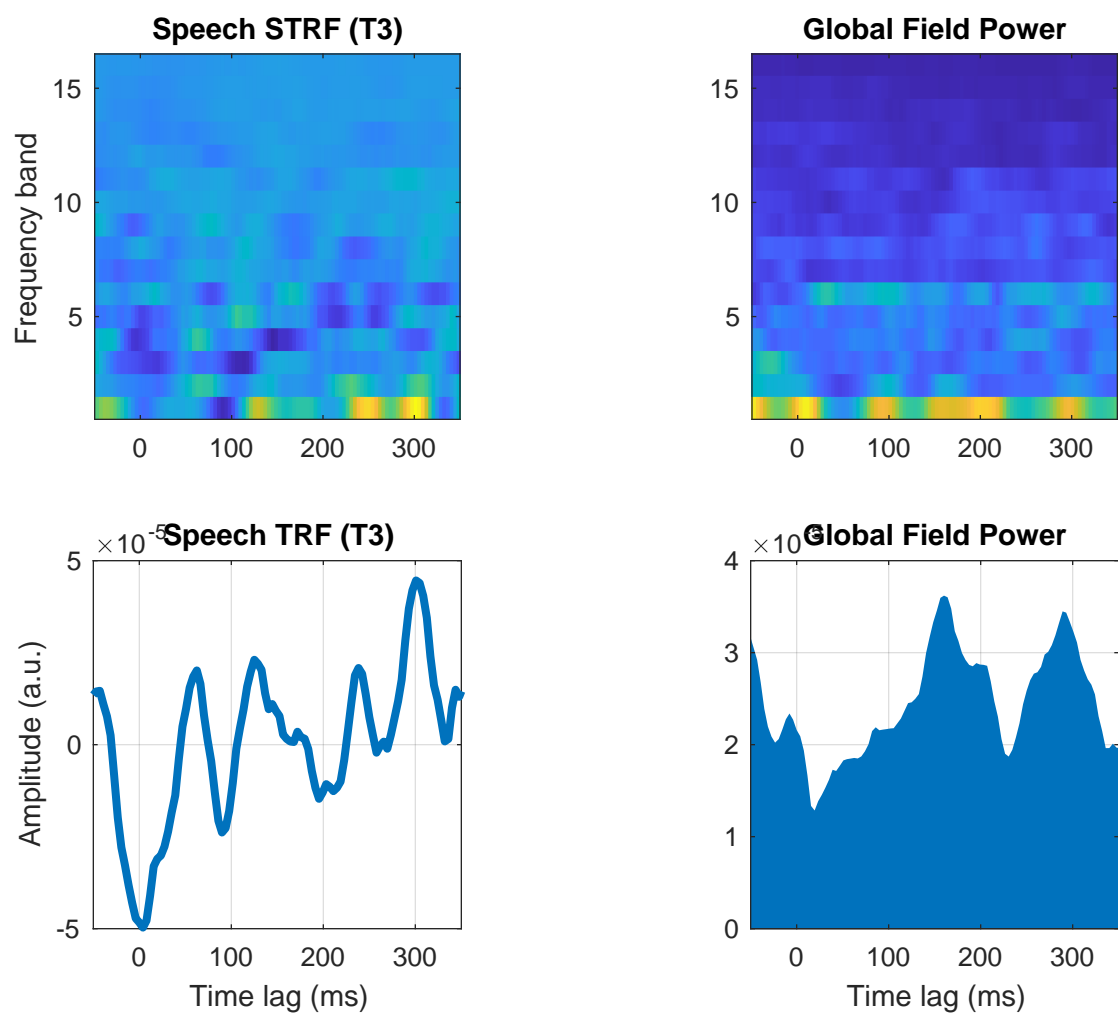 Speech STRF (T3)
Frequency band
15
10
5
0 100 200 300
Global Field Power
15
10
5
0 100 200 300
×10^-5
Speech TRF (T3)
Amplitude (a.u.)
5
0
-5
0 100 200 300
Time lag (ms)
×10^-5
Global Field Power
4
3
2
1
0
0 100 200 300
Time lag (ms)